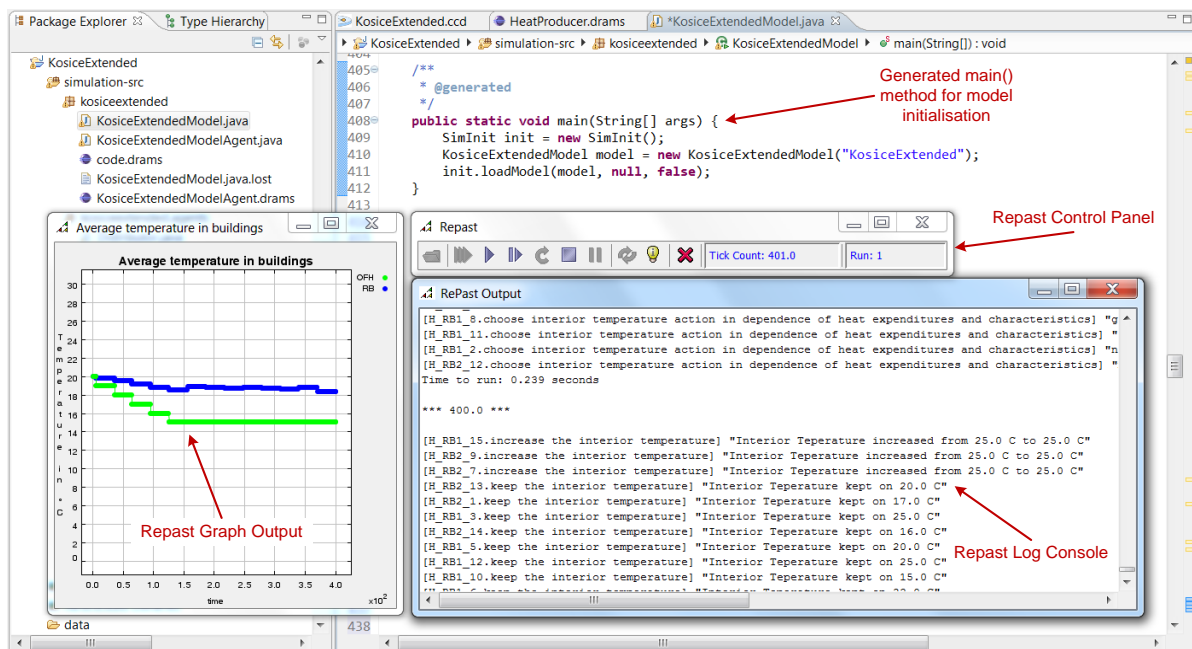 Package Explorer Type Hierarchy
KosiceExtended
simulation-src
kosiceextended
KosiceExtendedModel.java
KosiceExtendedModelAgent.java
code.drams
KosiceExtendedModel.java.lost
KosiceExtendedModelAgent.drams
data
KosiceExtended.ccd HeatProducer.drams *KosiceExtendedModel.java
KosiceExtended simulation-src kosiceextended KosiceExtendedModel main(String[]) : void
405 /**
406 * @generated
407 */
408 public static void main(String[] args) {
409 SimInit init = new SimInit();
410 KosiceExtendedModel model = new KosiceExtendedModel("KosiceExtended");
411 init.loadModel(model, null, false);
412 }
413
438
Generated main()
method for model
initialisation
Average temperature in buildings
Average temperature in buildings
OFH
RB
Temperature in °C
30
28
26
24
22
20
18
16
14
12
10
8
6
4
2
0
0.0 0.5 1.0 1.5 2.0 2.5 3.0 3.5 4.0
time x10²
Repast Graph Output
Repast
Tick Count: 401.0 Run: 1
Repast Control Panel
RePast Output
[H_RB1_8.choose interior temperature action in dependence of heat expenditures and characteristics] "g
[H_RB1_11.choose interior temperature action in dependence of heat expenditures and characteristics] "
[H_RB1_2.choose interior temperature action in dependence of heat expenditures and characteristics] "n
[H_RB2_12.choose interior temperature action in dependence of heat expenditures and characteristics] "
Time to run: 0.239 seconds
*** 400.0 ***
[H_RB1_15.increase the interior temperature] "Interior Teperature increased from 25.0 C to 25.0 C"
[H_RB2_9.increase the interior temperature] "Interior Teperature increased from 25.0 C to 25.0 C"
[H_RB2_7.increase the interior temperature] "Interior Teperature increased from 25.0 C to 25.0 C"
[H_RB2_13.keep the interior temperature] "Interior Teperature kept on 20.0 C"
[H_RB2_1.keep the interior temperature] "Interior Teperature kept on 17.0 C"
[H_RB1_3.keep the interior temperature] "Interior Teperature kept on 25.0 C"
[H_RB2_14.keep the interior temperature] "Interior Teperature kept on 16.0 C"
[H_RB1_5.keep the interior temperature] "Interior Teperature kept on 20.0 C"
[H_RB1_12.keep the interior temperature] "Interior Teperature kept on 25.0 C"
[H_RB1_10.keep the interior temperature] "Interior Teperature kept on 15.0 C"
Repast Log Console